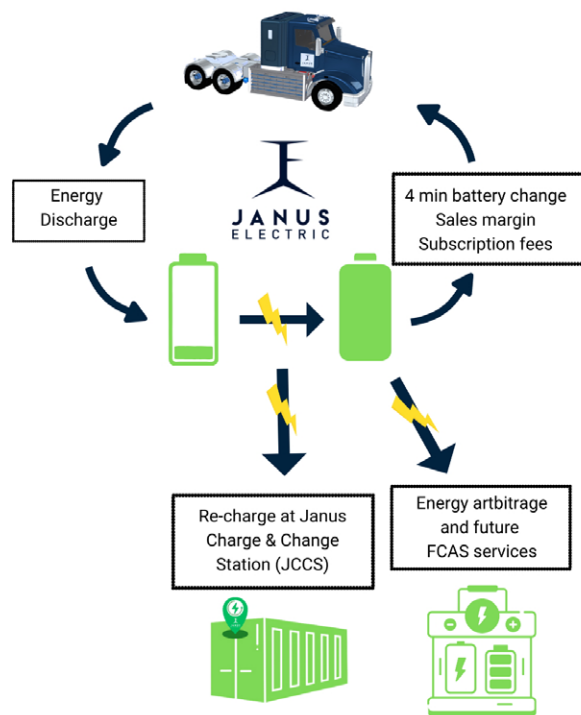 Energy
Discharge
JANUS
ELECTRIC
4 min battery change
Sales margin
Subscription fees
Re-charge at Janus
Charge & Change
Station (JCCS)
Energy artbitrage
and future
FCAS services